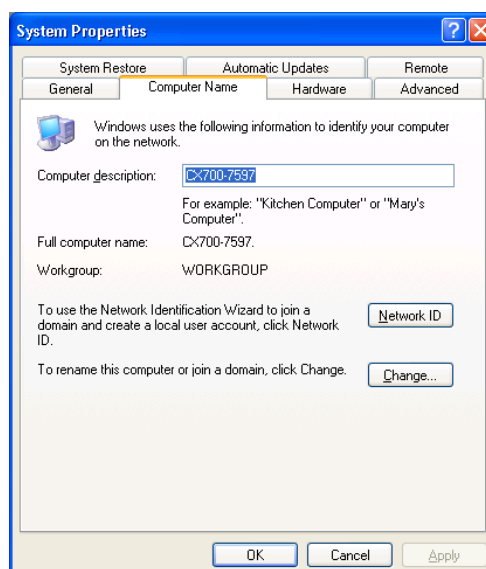 System Properties
System Restore
Automatic Updates
Remote
General
Computer Name
Hardware
Advanced
Windows uses the following information to identify your computer
on the network.
Computer description:
CX700-7597
For example: "Kitchen Computer" or "Mary's
Computer".
Full computer name:
CX700-7597.
Workgroup:
WORKGROUP
To use the Network Identification Wizard to join a
domain and create a local user account, click Network
ID.
Network ID
To rename this computer or join a domain, click Change.
Change...
OK
Cancel
Apply